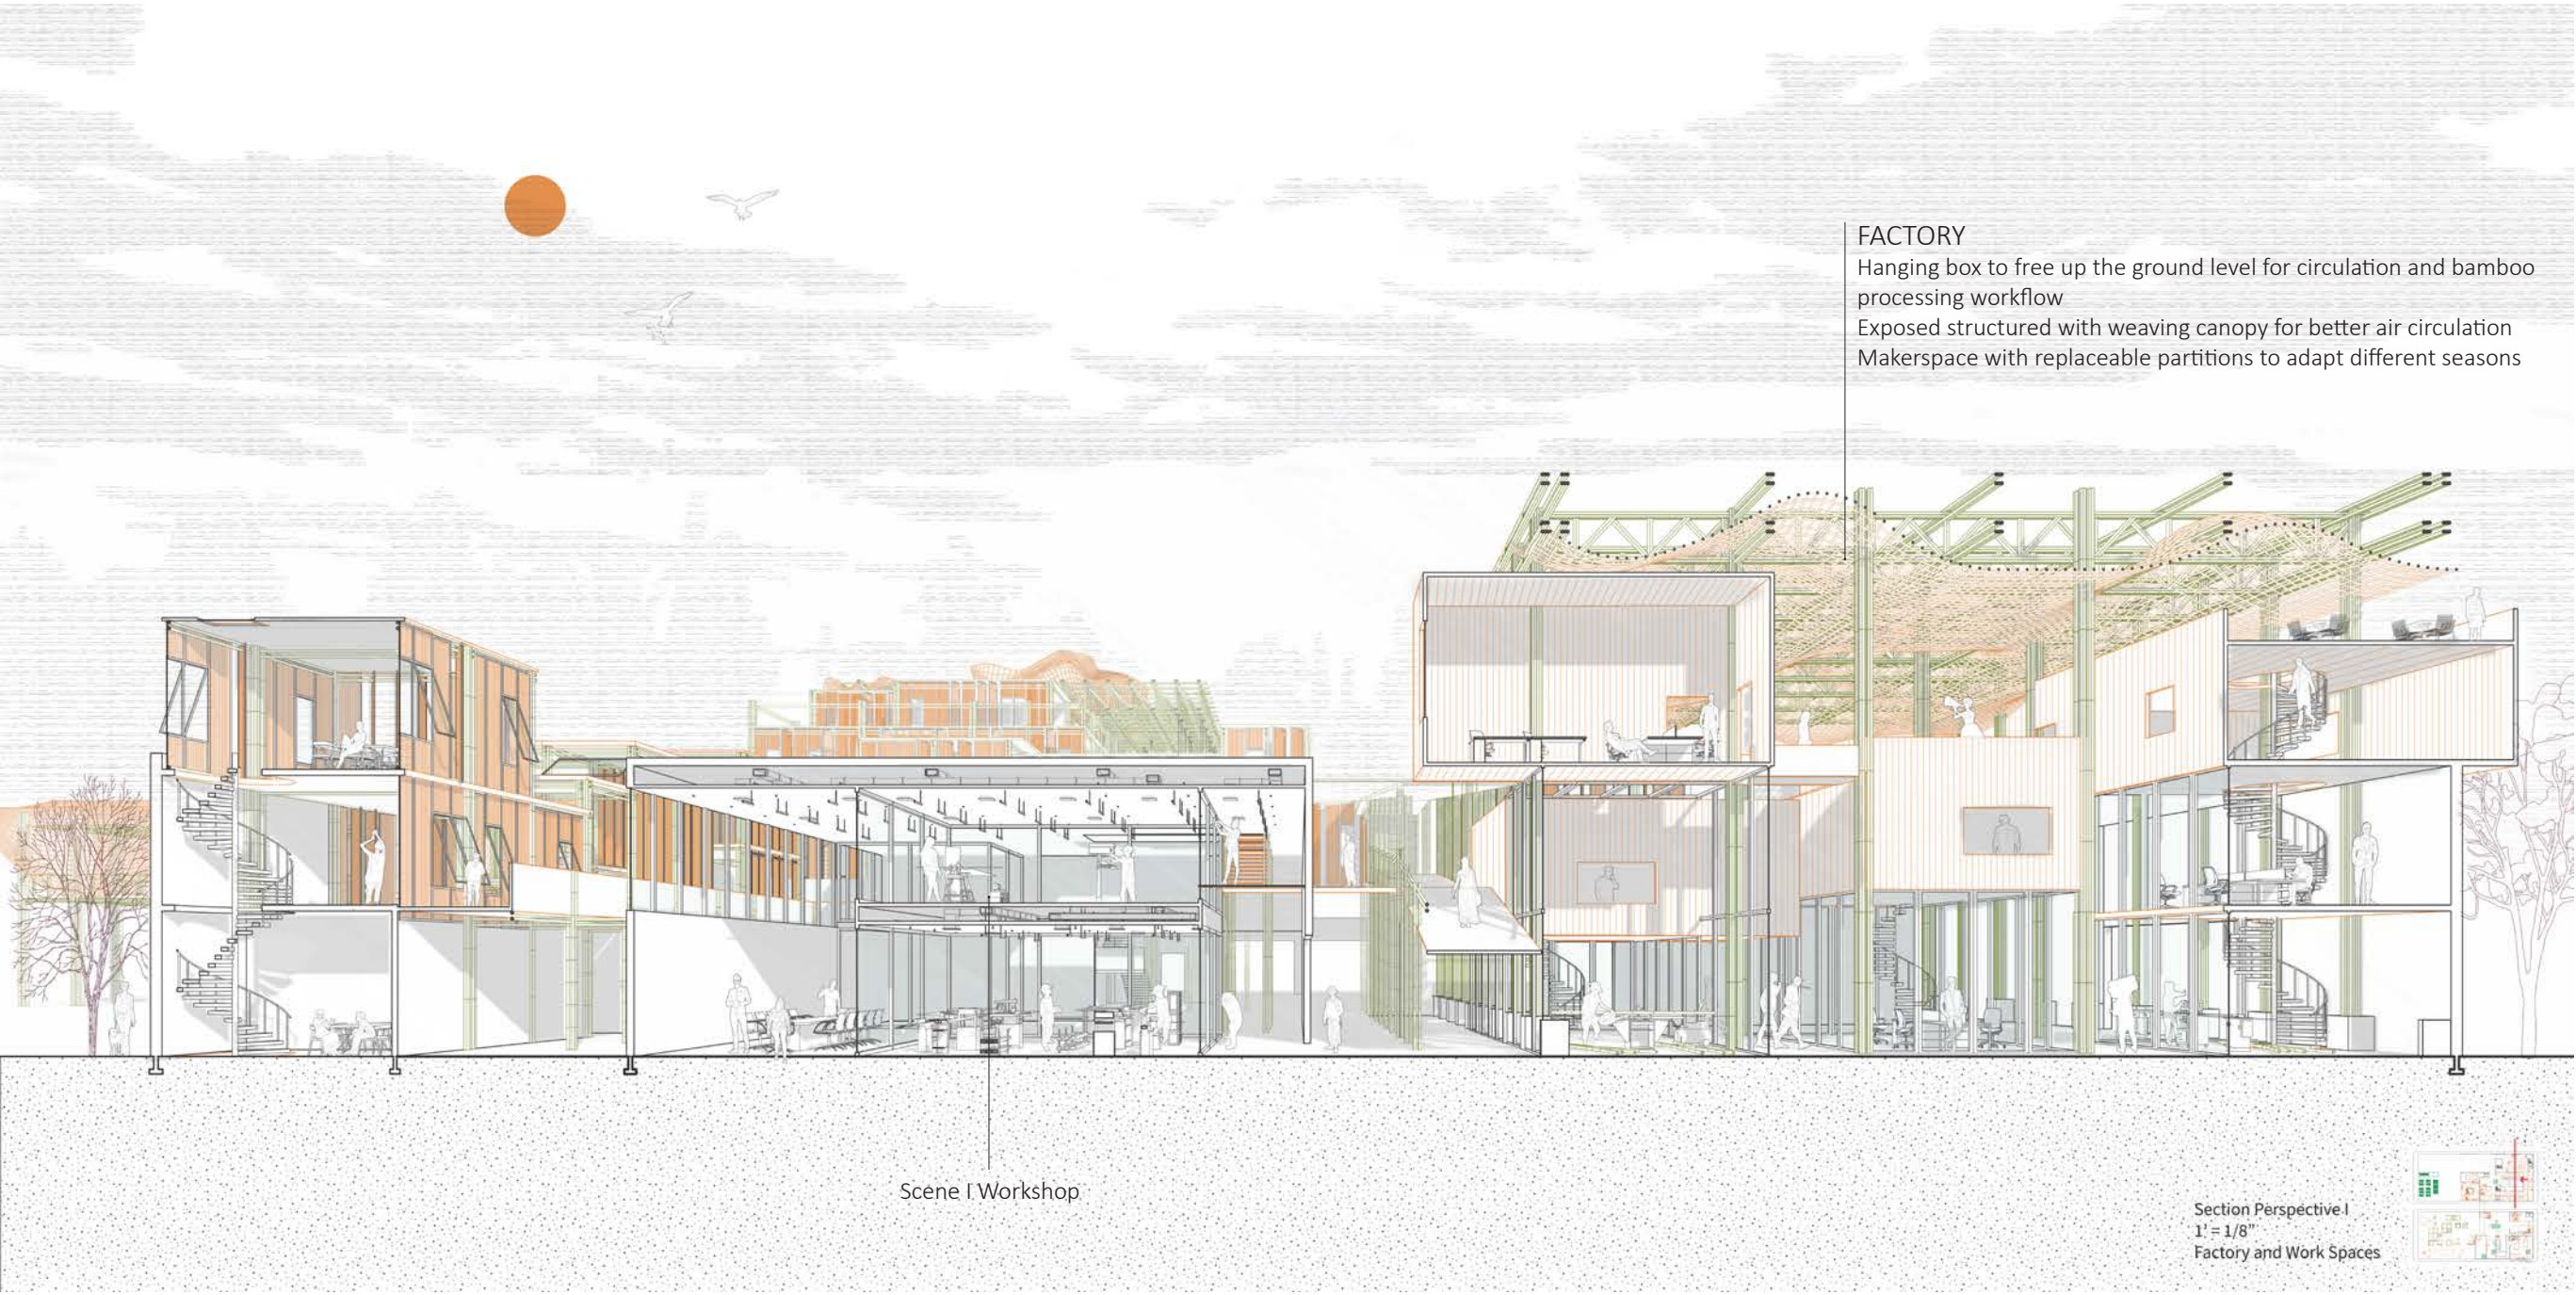 FACTORY
Hanging box to free up the ground level for circulation and bamboo
processing workflow
Exposed structured with weaving canopy for better air circulation
Makerspace with replaceable partitions to adapt different seasons
Scene I Workshop
Section Perspective I
1' = 1/8"
Factory and Work Spaces